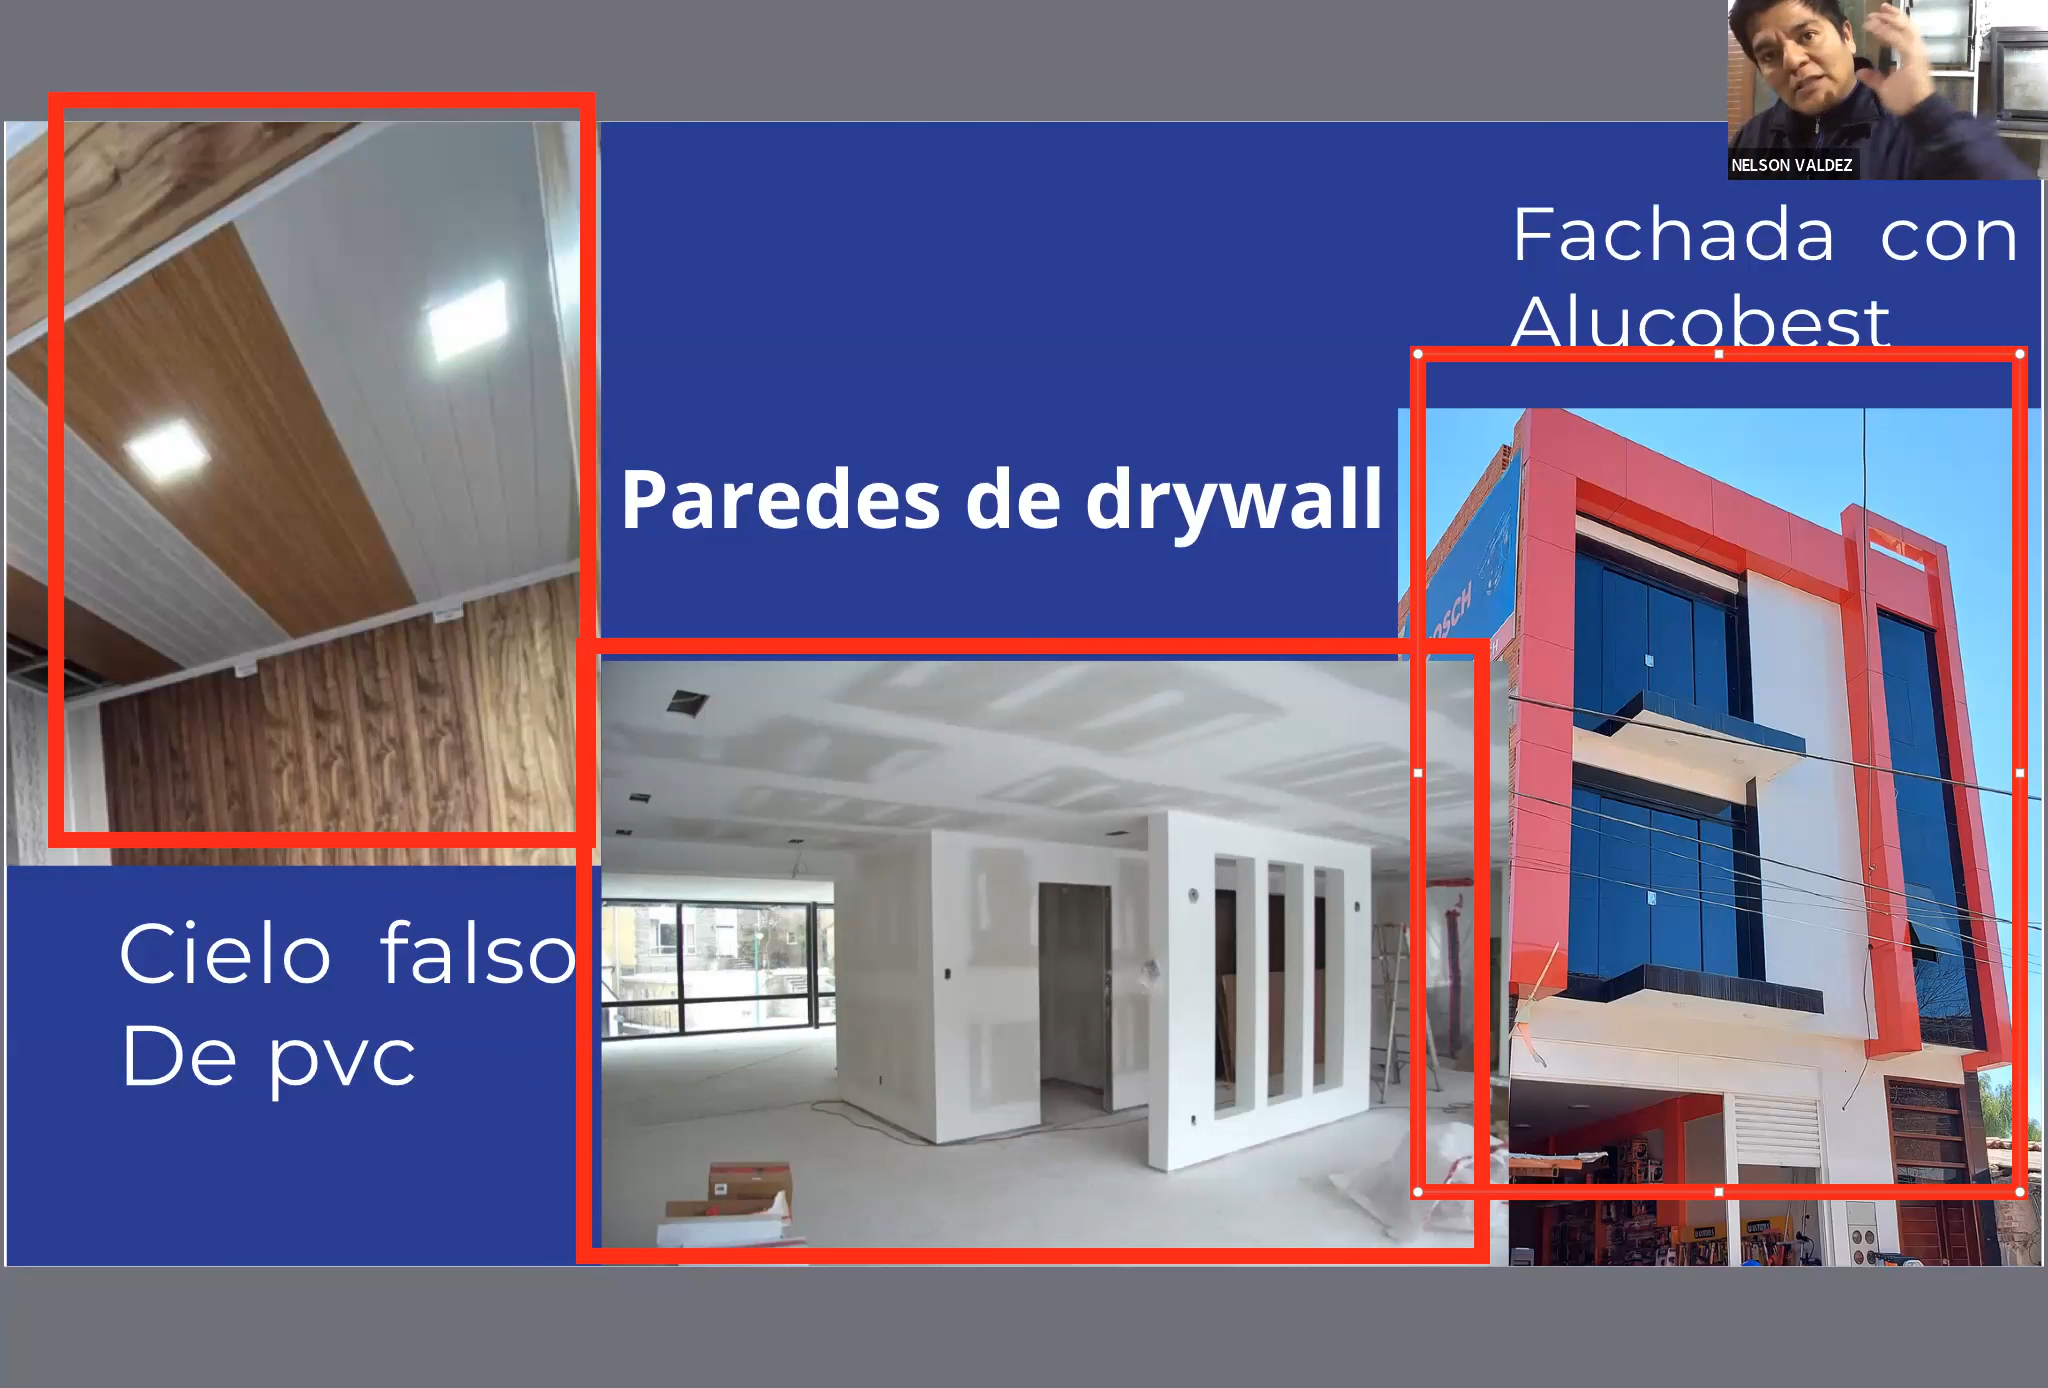 NELSON VALDEZ
Fachada con
Alucobest
Paredes de drywall
Cielo falso
De pvc